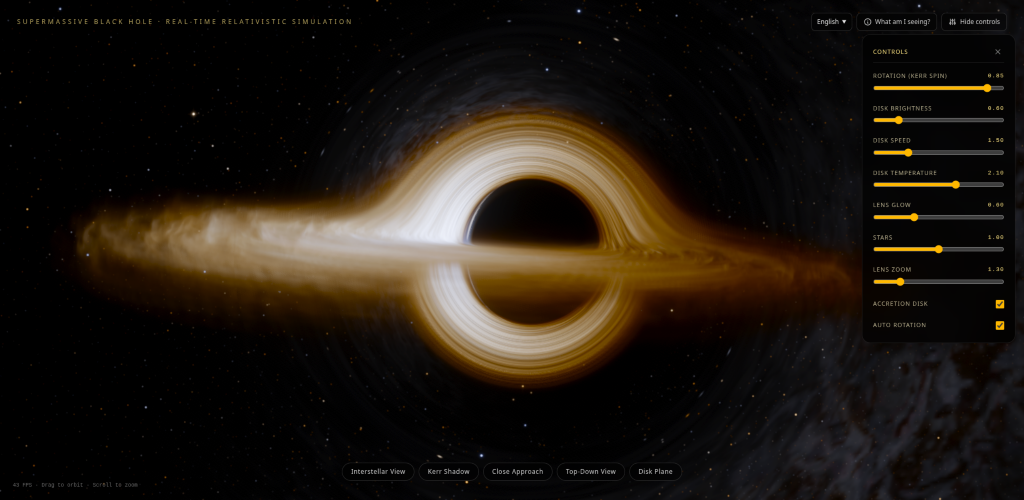 SUPERMASSIVE BLACK HOLE · REAL-TIME RELATIVISTIC SIMULATION
English ▼
What am I seeing?
Hide controls
CONTROLS
ROTATION (KERR SPIN) 0.85
DISK BRIGHTNESS 0.60
DISK SPEED 1.50
DISK TEMPERATURE 2.10
LENS GLOW 0.60
STARS 1.00
LENS ZOOM 1.30
ACCRETION DISK
AUTO ROTATION
Interstellar View
Kerr Shadow
Close Approach
Top-Down View
Disk Plane
43 FPS · Drag to orbit · Scroll to zoom